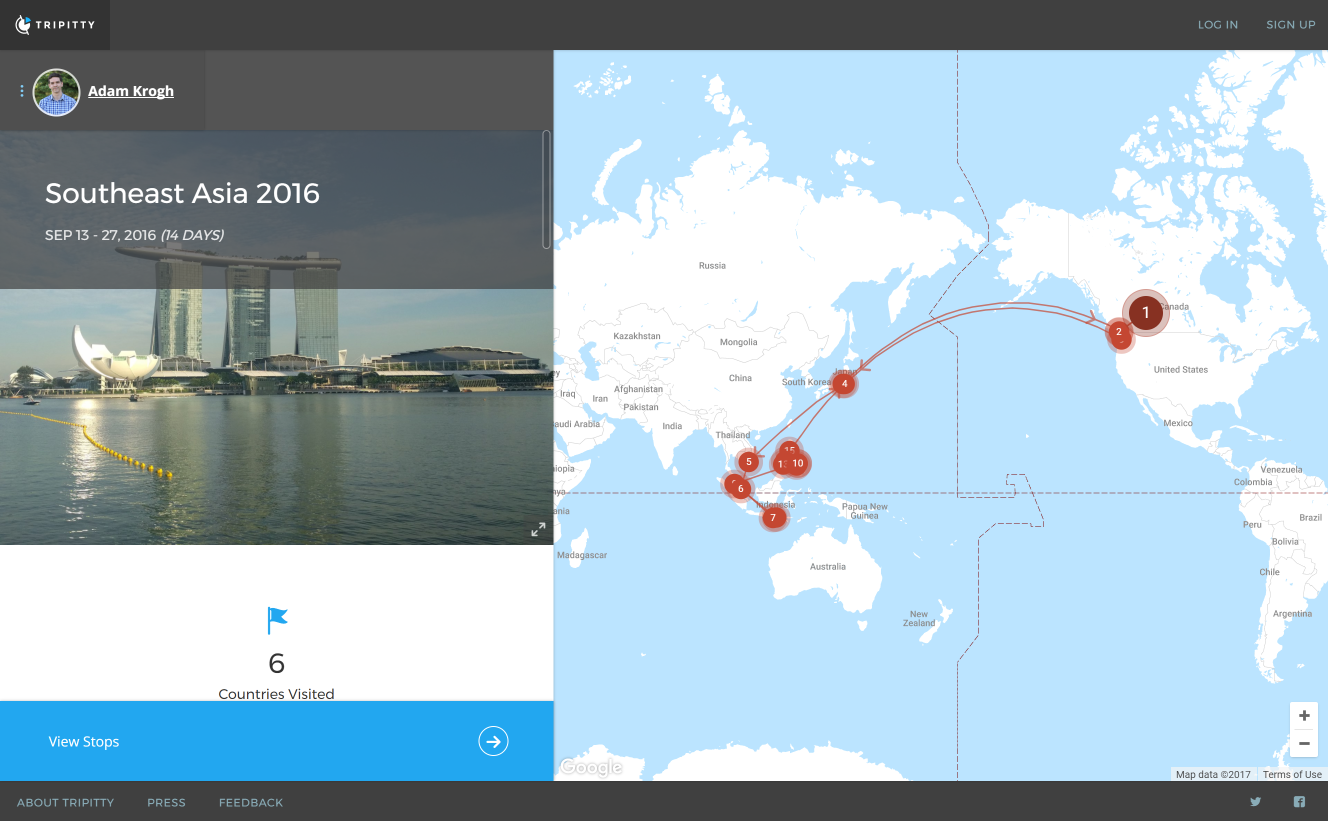 TRIPITTY
LOG IN
SIGN UP
Adam Krogh
Southeast Asia 2016
SEP 13 - 27, 2016 (14 DAYS)
6
Countries Visited
View Stops
Russia
Canada
1
2
Kazakhstan
Mongolia
United States
China
South Korea
Japan
4
Afghanistan
Iraq
Iran
Pakistan
India
Mexico
Saudi Arabia
Thailand
15
5
10
6
Ethiopia
Venezuela
Colombia
Indonesia
7
Papua New
Guinea
Peru
Brazil
Bolivia
Madagascar
Australia
Chile
New
Zealand
Argentina
+
−
Google
Map data ©2017
Terms of Use
ABOUT TRIPITTY
PRESS
FEEDBACK